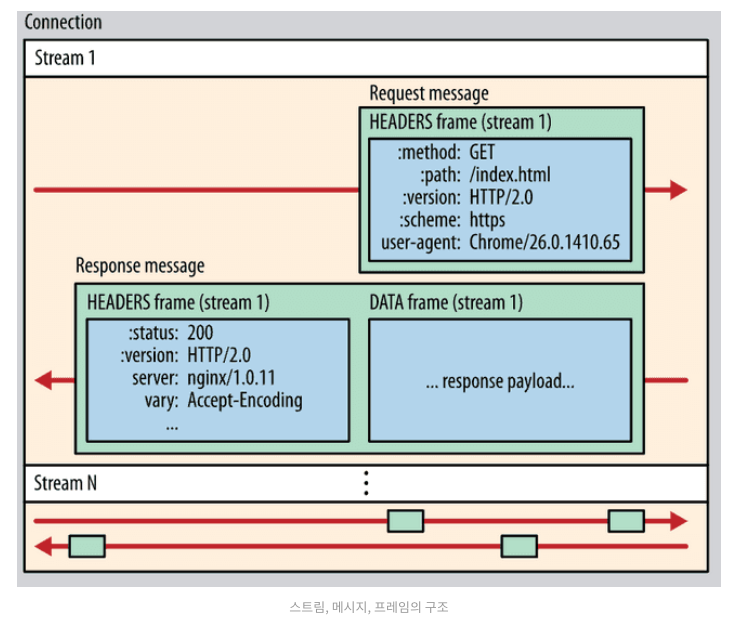 Connection
Stream 1
Request message
HEADERS frame (stream 1)
:method: GET
:path: /index.html
:version: HTTP/2.0
:scheme: https
user-agent: Chrome/26.0.1410.65
Response message
HEADERS frame (stream 1)
:status: 200
:version: HTTP/2.0
server: nginx/1.0.11
vary: Accept-Encoding
...
DATA frame (stream 1)
... response payload...
Stream N
스트림, 메시지, 프레임의 구조